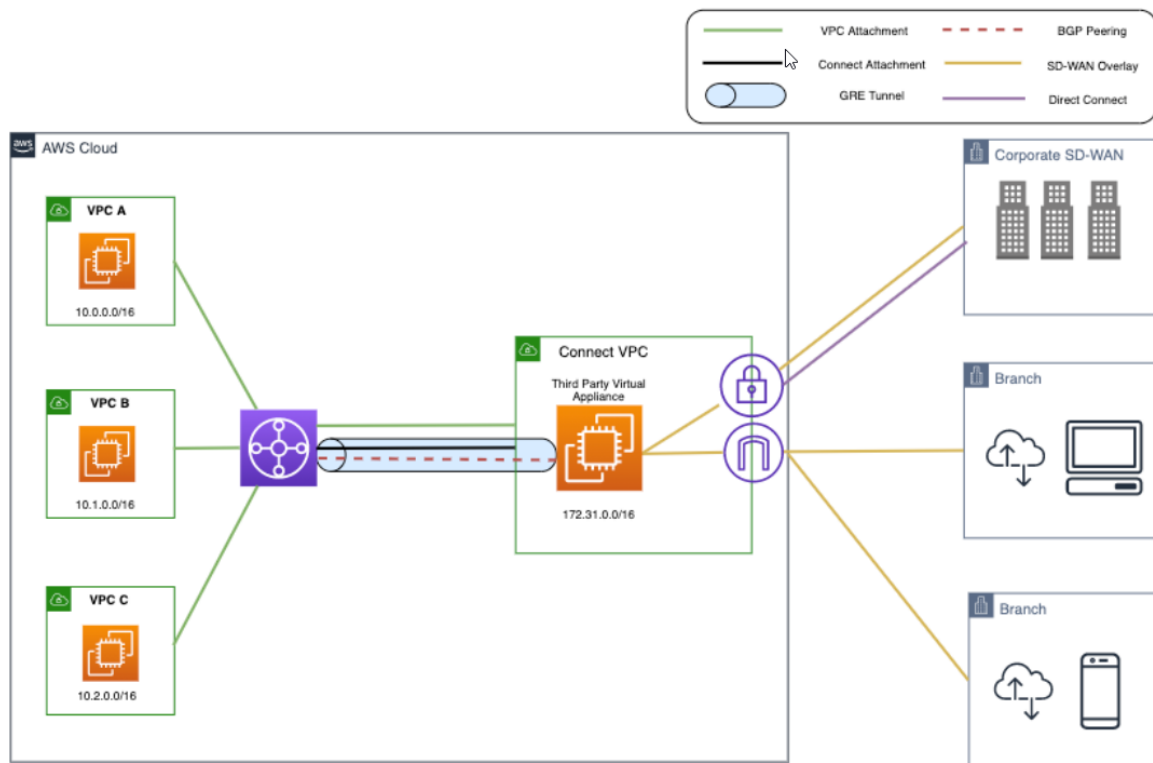 VPC Attachment
BGP Peering
Connect Attachment
SD-WAN Overlay
GRE Tunnel
Direct Connect
aws
AWS Cloud
VPC A
10.0.0.0/16
VPC B
10.1.0.0/16
VPC C
10.2.0.0/16
Connect VPC
Third Party Virtual
Appliance
172.31.0.0/16
Corporate SD-WAN
Branch
Branch